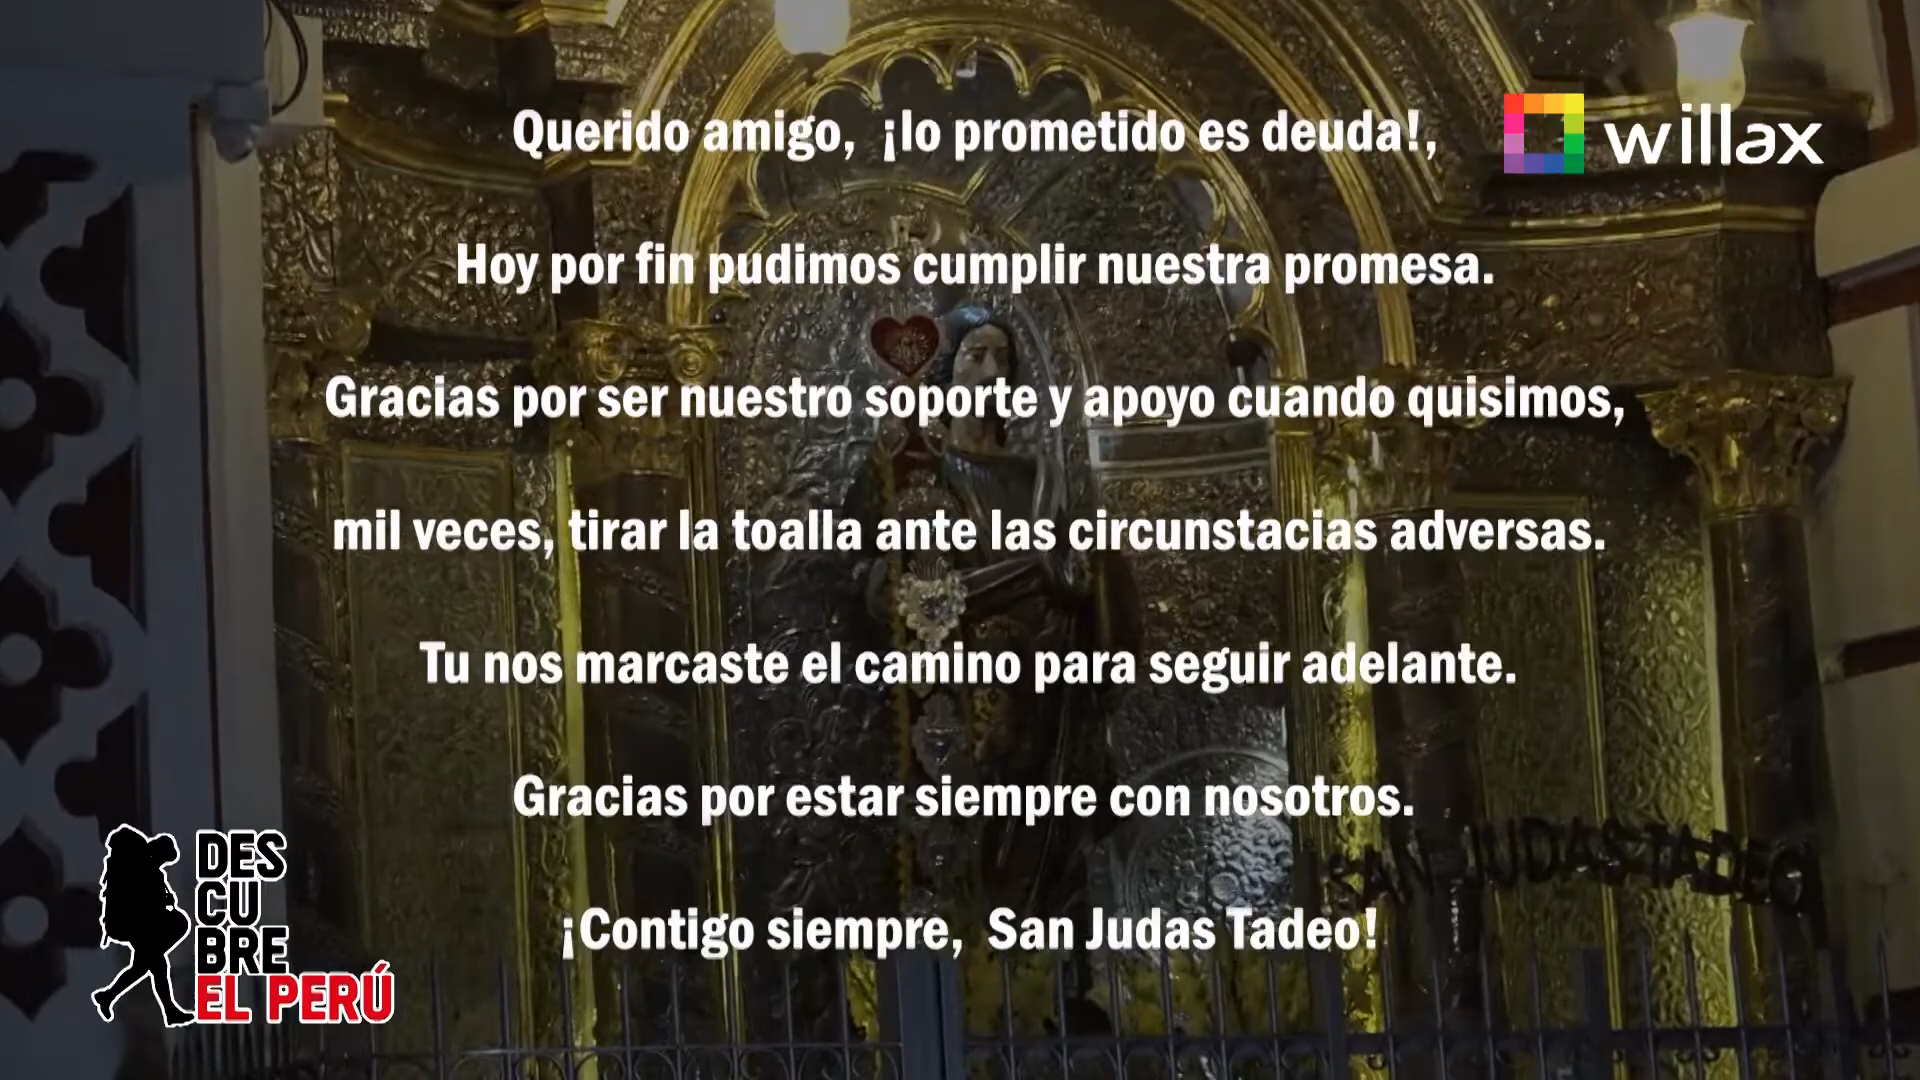 Querido amigo, ¡lo prometido es deuda!,
willax
Hoy por fin pudimos cumplir nuestra promesa.
Gracias por ser nuestro soporte y apoyo cuando quisimos,
mil veces, tirar la toalla ante las circunstacias adversas.
Tu nos marcaste el camino para seguir adelante.
Gracias por estar siempre con nosotros.
SAN JUDAS TADEO
¡Contigo siempre, San Judas Tadeo!
DES
CU
BRE
EL PERÚ